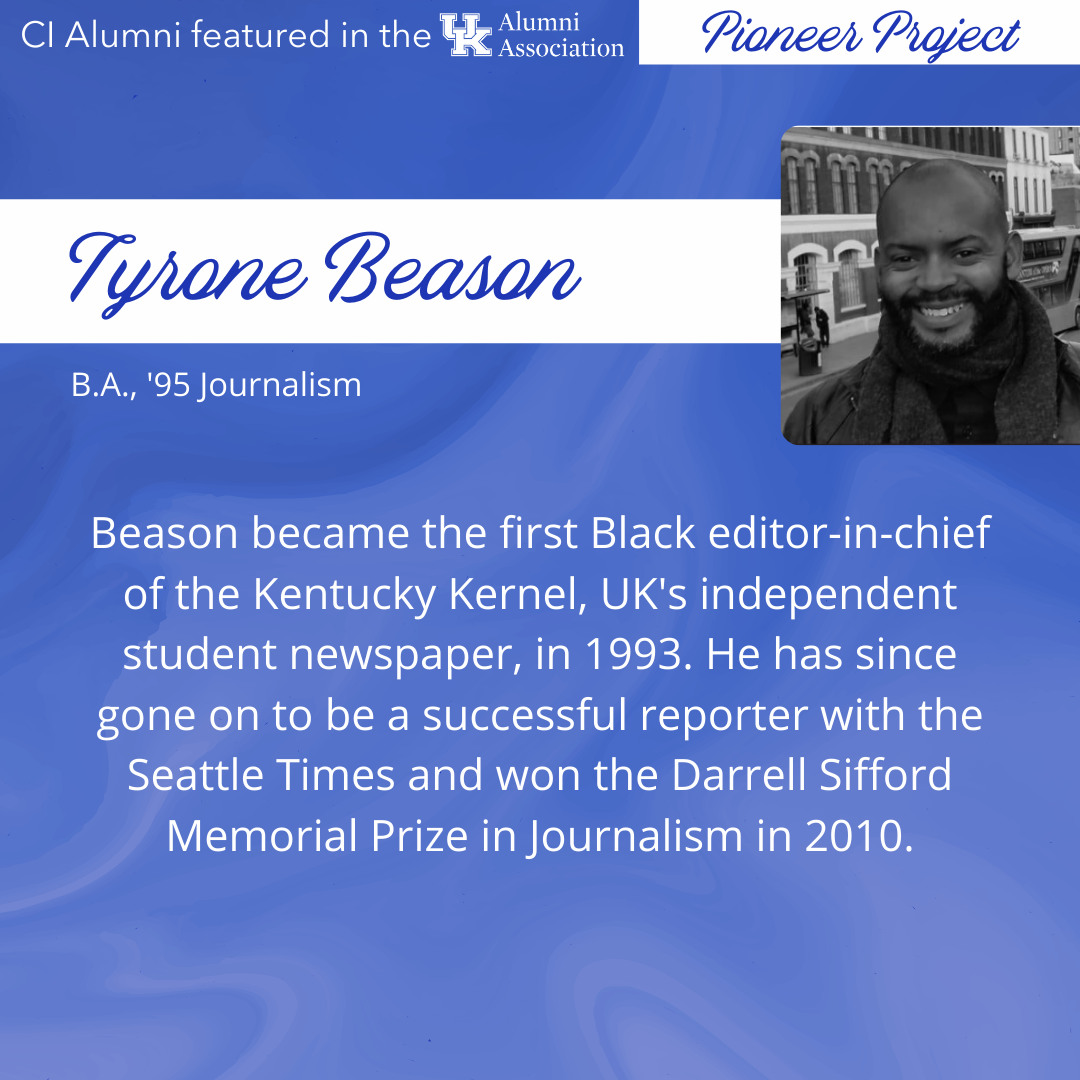 CI Alumni featured in the UK Alumni Association
Pioneer Project
Tyrone Beason
B.A., '95 Journalism
Beason became the first Black editor-in-chief
of the Kentucky Kernel, UK's independent
student newspaper, in 1993. He has since
gone on to be a successful reporter with the
Seattle Times and won the Darrell Sifford
Memorial Prize in Journalism in 2010.